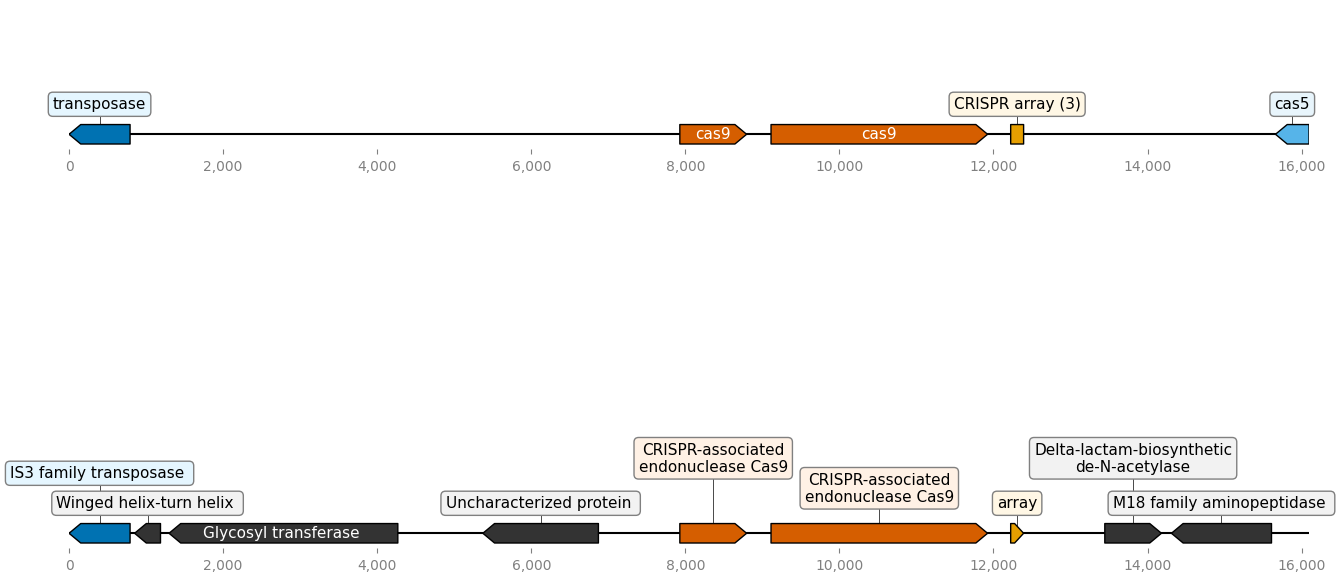 transposase
CRISPR array (3)
cas5
cas9
cas9
0
2,000
4,000
6,000
8,000
10,000
12,000
14,000
16,000
CRISPR-associated
endonuclease Cas9
Delta-lactam-biosynthetic
de-N-acetylase
IS3 family transposase
CRISPR-associated
endonuclease Cas9
Winged helix-turn helix
Uncharacterized protein
array
M18 family aminopeptidase
Glycosyl transferase
0
2,000
4,000
6,000
8,000
10,000
12,000
14,000
16,000